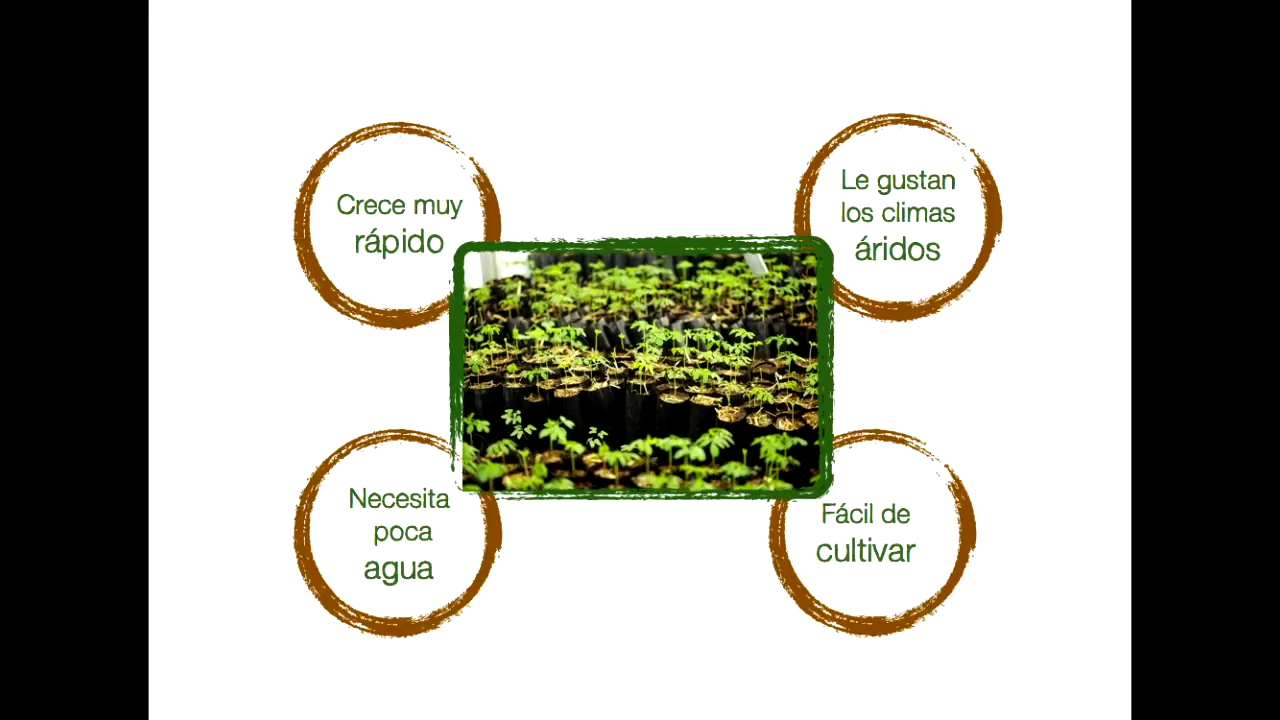 Crece muy
rápido
Le gustan
los climas
áridos
Necesita
poca
agua
Fácil de
cultivar